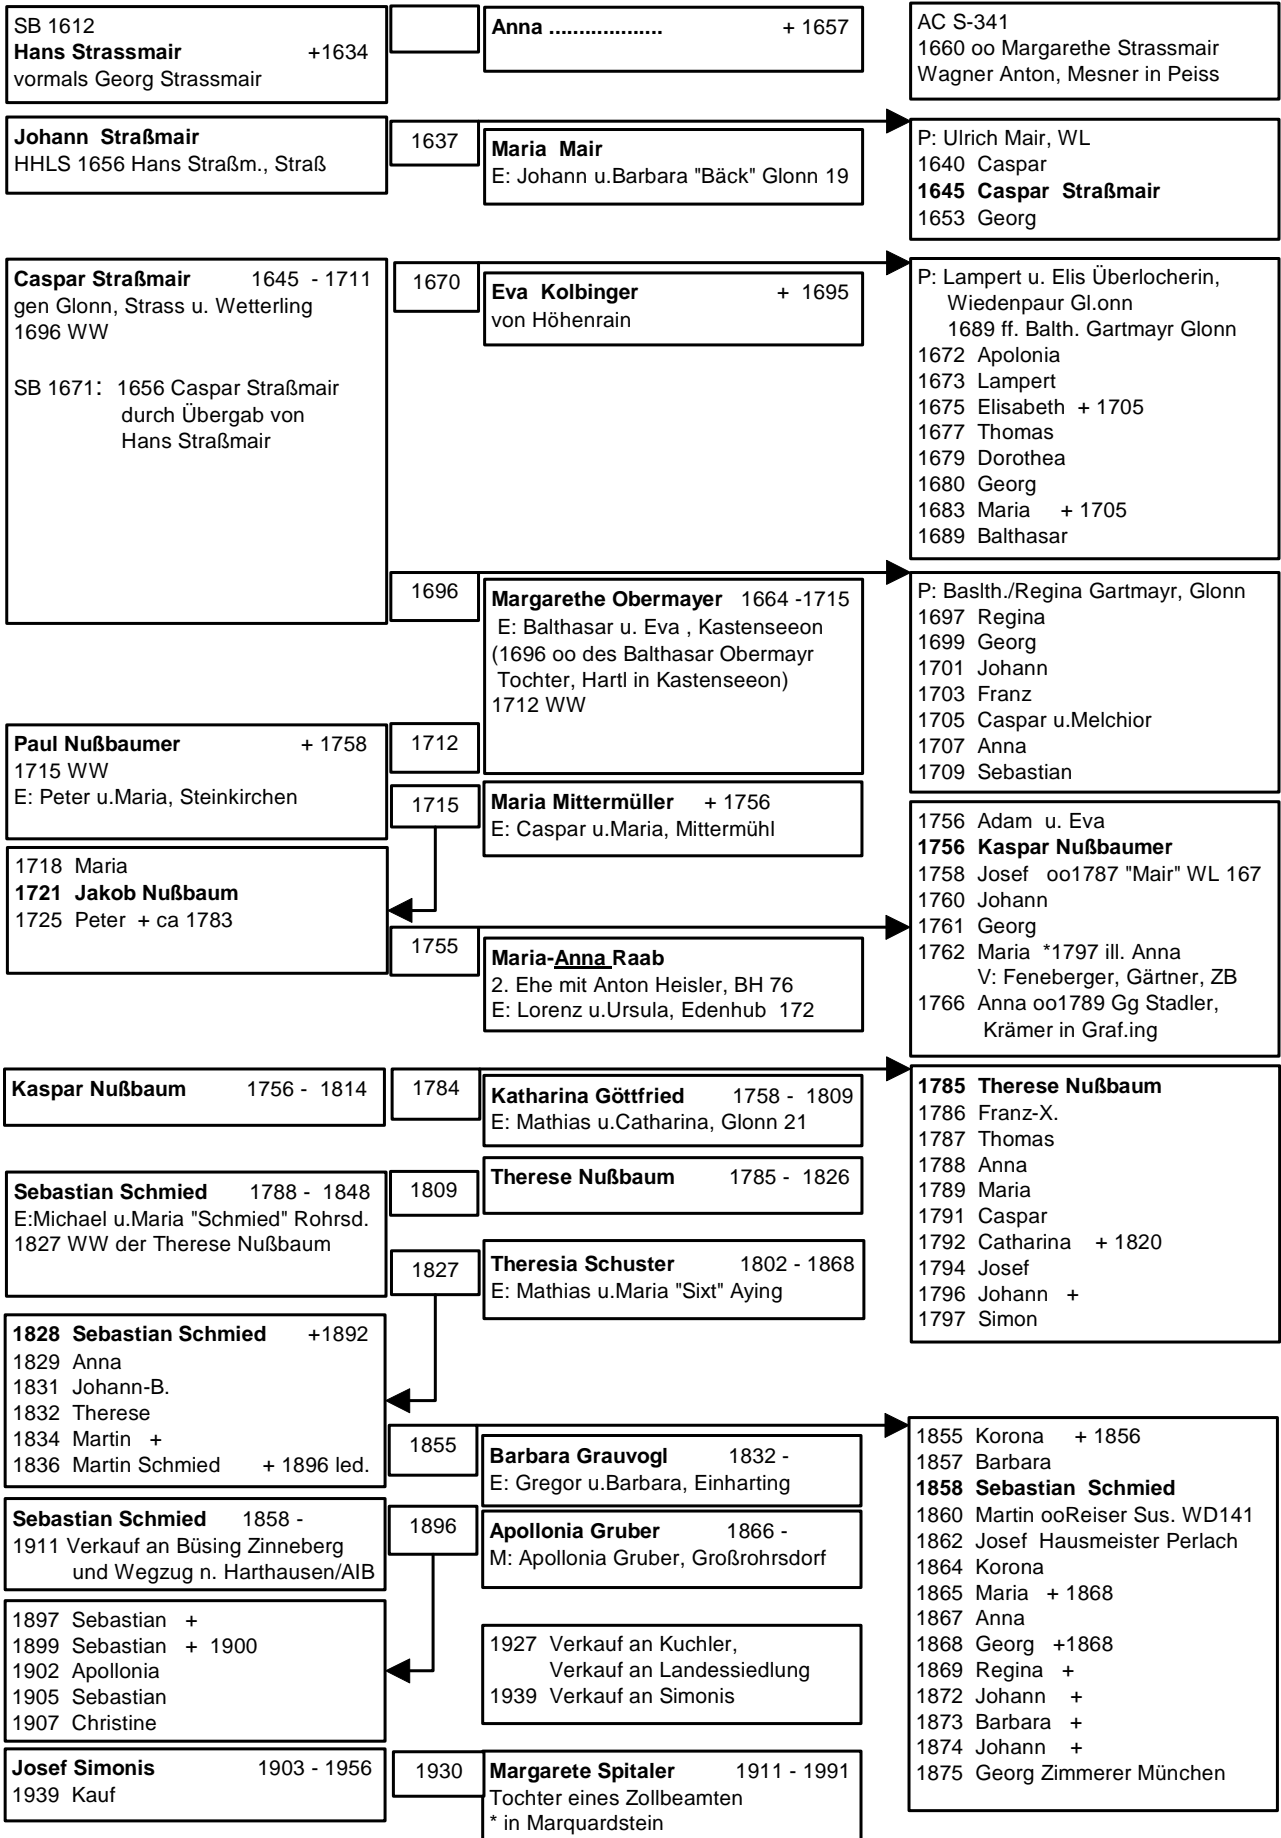 SB 1612
Hans Strassmair +1634
vormals Georg Strassmair
Anna ................... + 1657
AC S-341
1660 oo Margarethe Strassmair
Wagner Anton, Mesner in Peiss
Johann Straßmair
HHLS 1656 Hans Straßm., Straß
1637
Maria Mair
E: Johann u.Barbara "Bäck" Glonn 19
P: Ulrich Mair, WL
1640 Caspar
1645 Caspar Straßmair
1653 Georg
Caspar Straßmair 1645 - 1711
gen Glonn, Strass u. Wetterling
1696 WW
SB 1671: 1656 Caspar Straßmair
durch Übergab von
Hans Straßmair
1670
Eva Kolbinger + 1695
von Höhenrain
P: Lampert u. Elis Überlocherin,
Wiedenpaur Gl.onn
1689 ff. Balth. Gartmayr Glonn
1672 Apolonia
1673 Lampert
1675 Elisabeth + 1705
1677 Thomas
1679 Dorothea
1680 Georg
1683 Maria + 1705
1689 Balthasar
1696
Margarethe Obermayer 1664 -1715
E: Balthasar u. Eva , Kastenseeon
(1696 oo des Balthasar Obermayr
Tochter, Hartl in Kastenseeon)
1712 WW
P: Baslth./Regina Gartmayr, Glonn
1697 Regina
1699 Georg
1701 Johann
1703 Franz
1705 Caspar u.Melchior
1707 Anna
1709 Sebastian
Paul Nußbaumer + 1758
1715 WW
E: Peter u.Maria, Steinkirchen
1712
1715
Maria Mittermüller + 1756
E: Caspar u.Maria, Mittermühl
1718 Maria
1721 Jakob Nußbaum
1725 Peter + ca 1783
1755
Maria-Anna Raab
2. Ehe mit Anton Heisler, BH 76
E: Lorenz u.Ursula, Edenhub 172
1756 Adam u. Eva
1756 Kaspar Nußbaumer
1758 Josef oo1787 "Mair" WL 167
1760 Johann
1761 Georg
1762 Maria *1797 ill. Anna
V: Feneberger, Gärtner, ZB
1766 Anna oo1789 Gg Stadler,
Krämer in Graf.ing
Kaspar Nußbaum 1756 - 1814
1784
Katharina Göttfried 1758 - 1809
E: Mathias u.Catharina, Glonn 21
1785 Therese Nußbaum
1786 Franz-X.
1787 Thomas
1788 Anna
1789 Maria
1791 Caspar
1792 Catharina + 1820
1794 Josef
1796 Johann +
1797 Simon
Sebastian Schmied 1788 - 1848
E:Michael u.Maria "Schmied" Rohrsd.
1827 WW der Therese Nußbaum
1809
Therese Nußbaum 1785 - 1826
1827
Theresia Schuster 1802 - 1868
E: Mathias u.Maria "Sixt" Aying
1828 Sebastian Schmied +1892
1829 Anna
1831 Johann-B.
1832 Therese
1834 Martin +
1836 Martin Schmied + 1896 led.
1855
Barbara Grauvogl 1832 -
E: Gregor u.Barbara, Einharting
1855 Korona + 1856
1857 Barbara
1858 Sebastian Schmied
1860 Martin ooReiser Sus. WD141
1862 Josef Hausmeister Perlach
1864 Korona
1865 Maria + 1868
1867 Anna
1868 Georg +1868
1869 Regina +
1872 Johann +
1873 Barbara +
1874 Johann +
1875 Georg Zimmerer München
Sebastian Schmied 1858 -
1911 Verkauf an Büsing Zinneberg
und Wegzug n. Harthausen/AIB
1896
Apollonia Gruber 1866 -
M: Apollonia Gruber, Großrohrsdorf
1897 Sebastian +
1899 Sebastian + 1900
1902 Apollonia
1905 Sebastian
1907 Christine
1927 Verkauf an Kuchler,
Verkauf an Landessiedlung
1939 Verkauf an Simonis
Josef Simonis 1903 - 1956
1939 Kauf
1930
Margarete Spitaler 1911 - 1991
Tochter eines Zollbeamten
* in Marquardstein